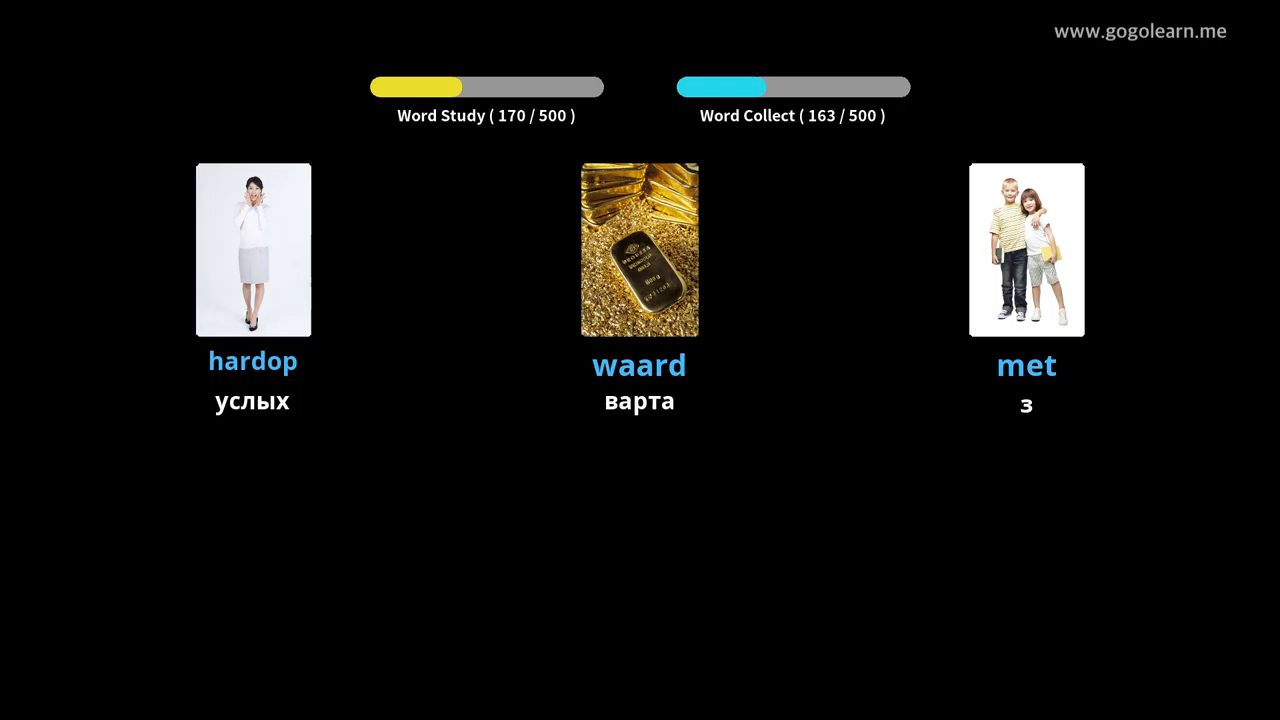 www.gogolearn.me
Word Study ( 170 / 500 )
Word Collect ( 163 / 500 )
hardop
waard
met
услых
варта
з